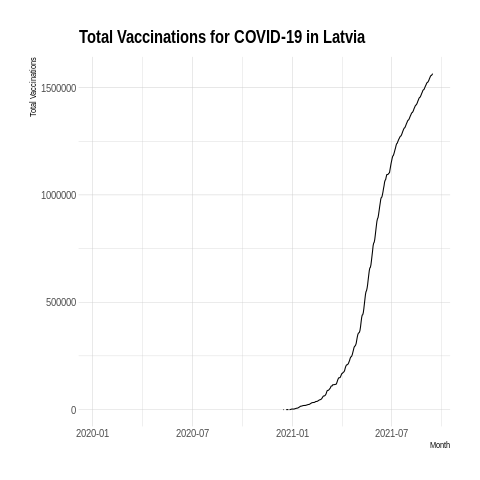 Total Vaccinations for COVID-19 in Latvia
Total Vaccinations
1500000
1000000
500000
0
2020-01 2020-07 2021-01 2021-07
Month